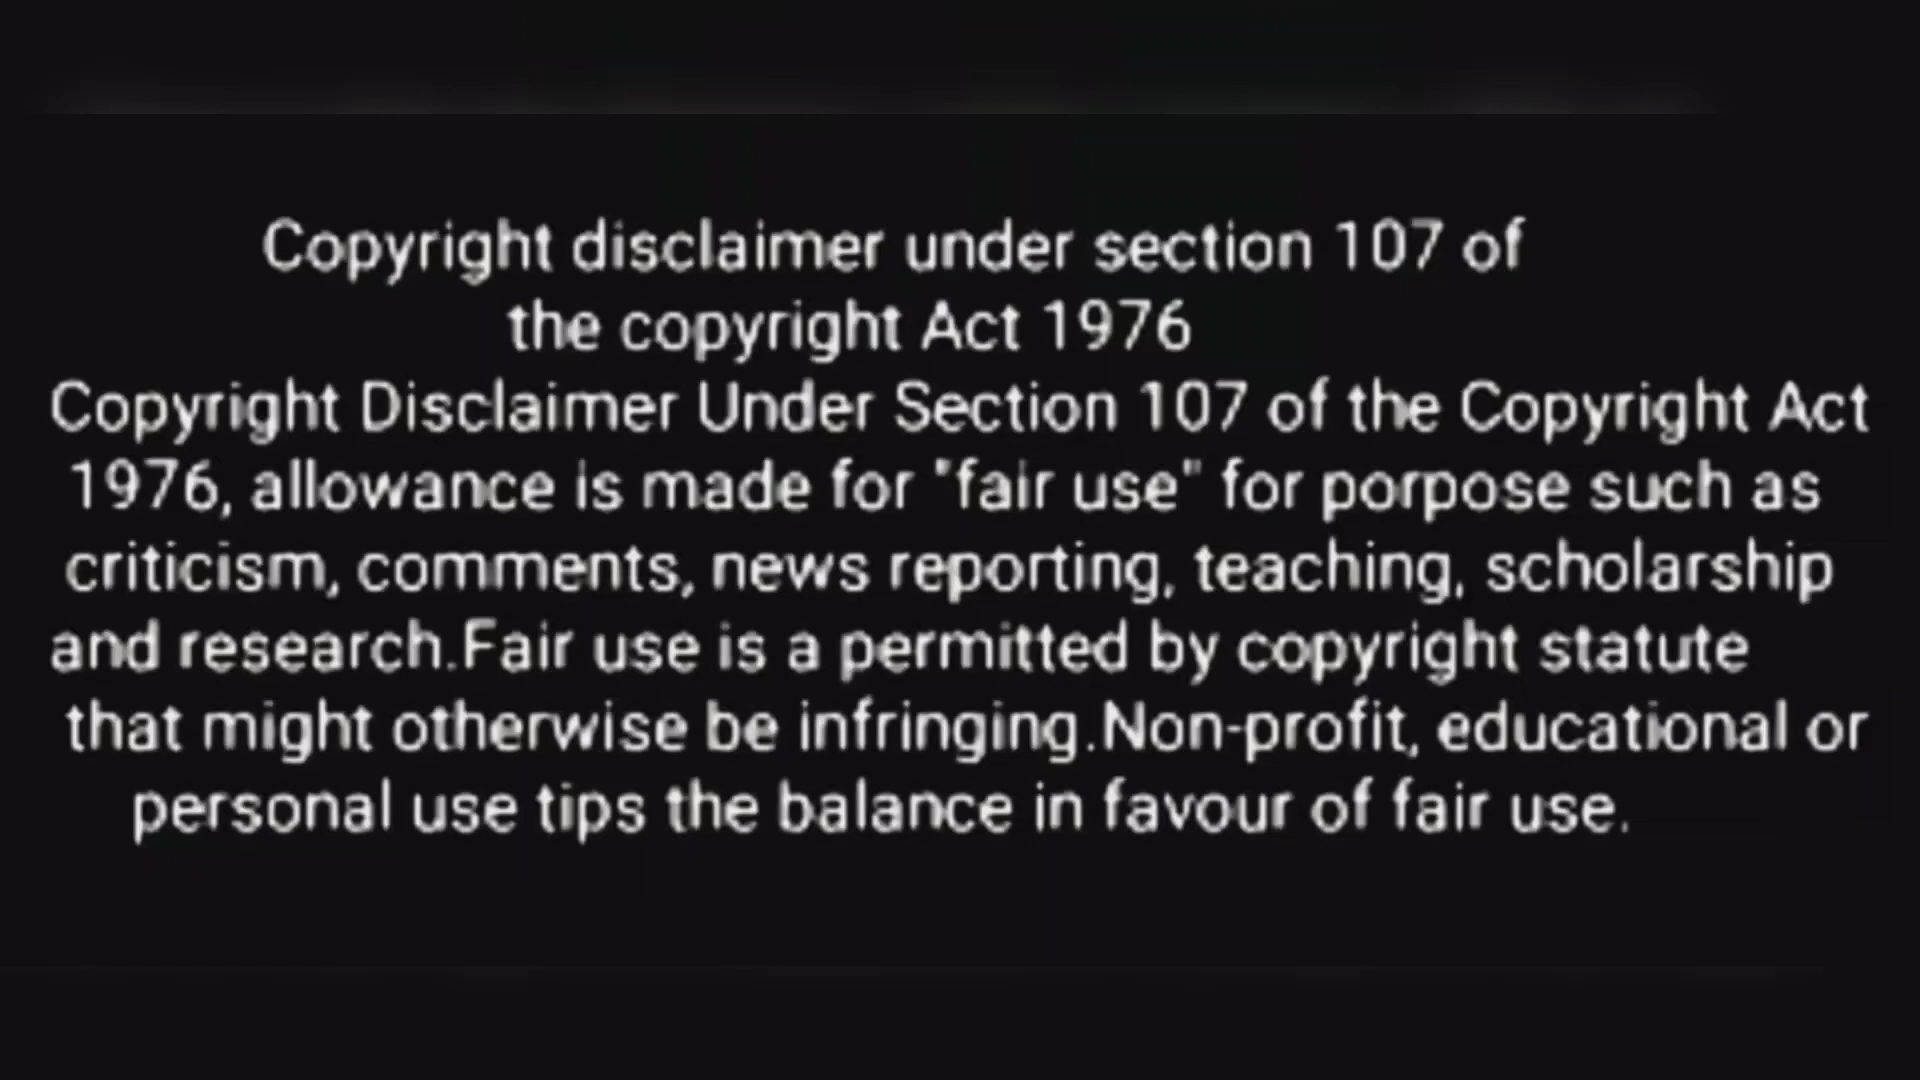 Copyright disclaimer under section 107 of
the copyright Act 1976
Copyright Disclaimer Under Section 107 of the Copyright Act
1976, allowance is made for "fair use" for porpose such as
criticism, comments, news reporting, teaching, scholarship
and research.Fair use is a permitted by copyright statute
that might otherwise be infringing.Non-profit, educational or
personal use tips the balance in favour of fair use.